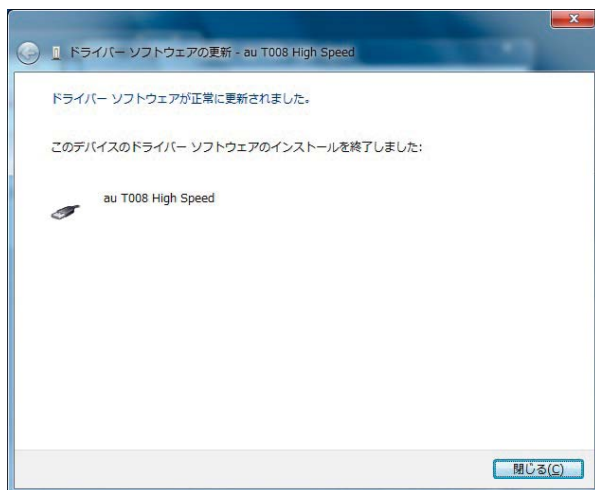 ドライバー ソフトウェアの更新 - au T008 High Speed
ドライバー ソフトウェアが正常に更新されました。
このデバイスのドライバー ソフトウェアのインストールを終了しました:
au T008 High Speed
閉じる(C)